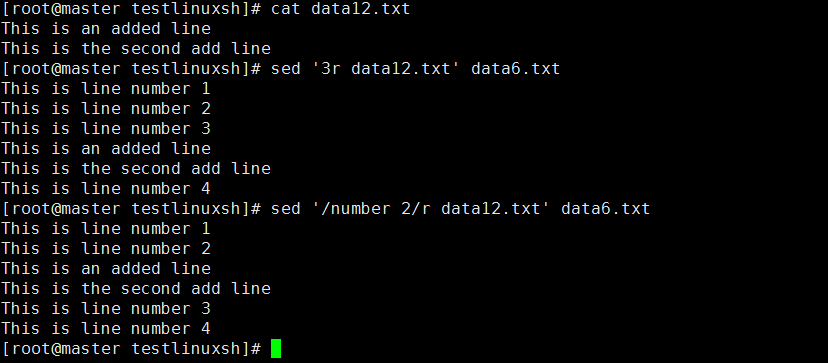 [root@master testlinuxsh]# cat data12.txt
This is an added line
This is the second add line
[root@master testlinuxsh]# sed '3r data12.txt' data6.txt
This is line number 1
This is line number 2
This is line number 3
This is an added line
This is the second add line
This is line number 4
[root@master testlinuxsh]# sed '/number 2/r data12.txt' data6.txt
This is line number 1
This is line number 2
This is an added line
This is the second add line
This is line number 3
This is line number 4
[root@master testlinuxsh]#